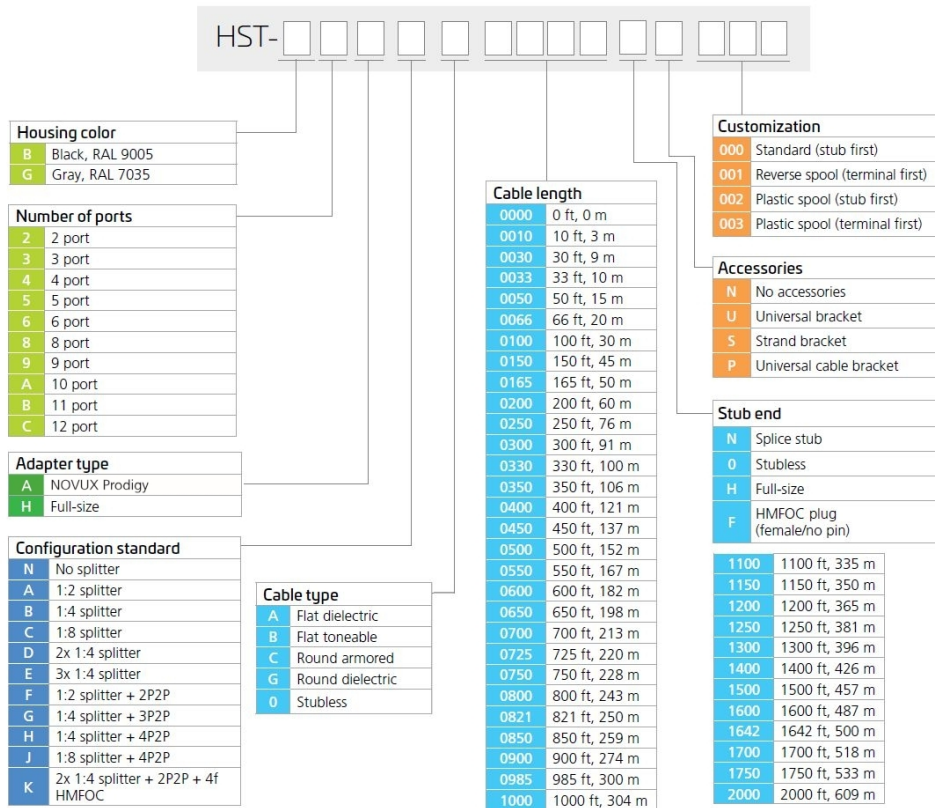 HST-
Housing color
B Black, RAL 9005
G Gray, RAL 7035
Number of ports
2 2 port
3 3 port
4 4 port
5 5 port
6 6 port
8 8 port
9 9 port
A 10 port
B 11 port
C 12 port
Adapter type
A NOVUX Prodigy
H Full-size
Configuration standard
N No splitter
A 1:2 splitter
B 1:4 splitter
C 1:8 splitter
D 2x 1:4 splitter
E 3x 1:4 splitter
F 1:2 splitter + 2P2P
G 1:4 splitter + 3P2P
H 1:4 splitter + 4P2P
J 1:8 splitter + 4P2P
K 2x 1:4 splitter + 2P2P + 4f
HMFOC
Cable type
A Flat dielectric
B Flat toneable
C Round armored
G Round dielectric
0 Stubless
Cable length
0000 0 ft, 0 m
0010 10 ft, 3 m
0030 30 ft, 9 m
0033 33 ft, 10 m
0050 50 ft, 15 m
0066 66 ft, 20 m
0100 100 ft, 30 m
0150 150 ft, 45 m
0165 165 ft, 50 m
0200 200 ft, 60 m
0250 250 ft, 76 m
0300 300 ft, 91 m
0330 330 ft, 100 m
0350 350 ft, 106 m
0400 400 ft, 121 m
0450 450 ft, 137 m
0500 500 ft, 152 m
0550 550 ft, 167 m
0600 600 ft, 182 m
0650 650 ft, 198 m
0700 700 ft, 213 m
0725 725 ft, 220 m
0750 750 ft, 228 m
0800 800 ft, 243 m
0821 821 ft, 250 m
0850 850 ft, 259 m
0900 900 ft, 274 m
0985 985 ft, 300 m
1000 1000 ft, 304 m
1100 1100 ft, 335 m
1150 1150 ft, 350 m
1200 1200 ft, 365 m
1250 1250 ft, 381 m
1300 1300 ft, 396 m
1400 1400 ft, 426 m
1500 1500 ft, 457 m
1600 1600 ft, 487 m
1642 1642 ft, 500 m
1700 1700 ft, 518 m
1750 1750 ft, 533 m
2000 2000 ft, 609 m
Stub end
N Splice stub
0 Stubless
H Full-size
F HMFOC plug
(female/no pin)
Accessories
N No accessories
U Universal bracket
S Strand bracket
P Universal cable bracket
Customization
000 Standard (stub first)
001 Reverse spool (terminal first)
002 Plastic spool (stub first)
003 Plastic spool (terminal first)